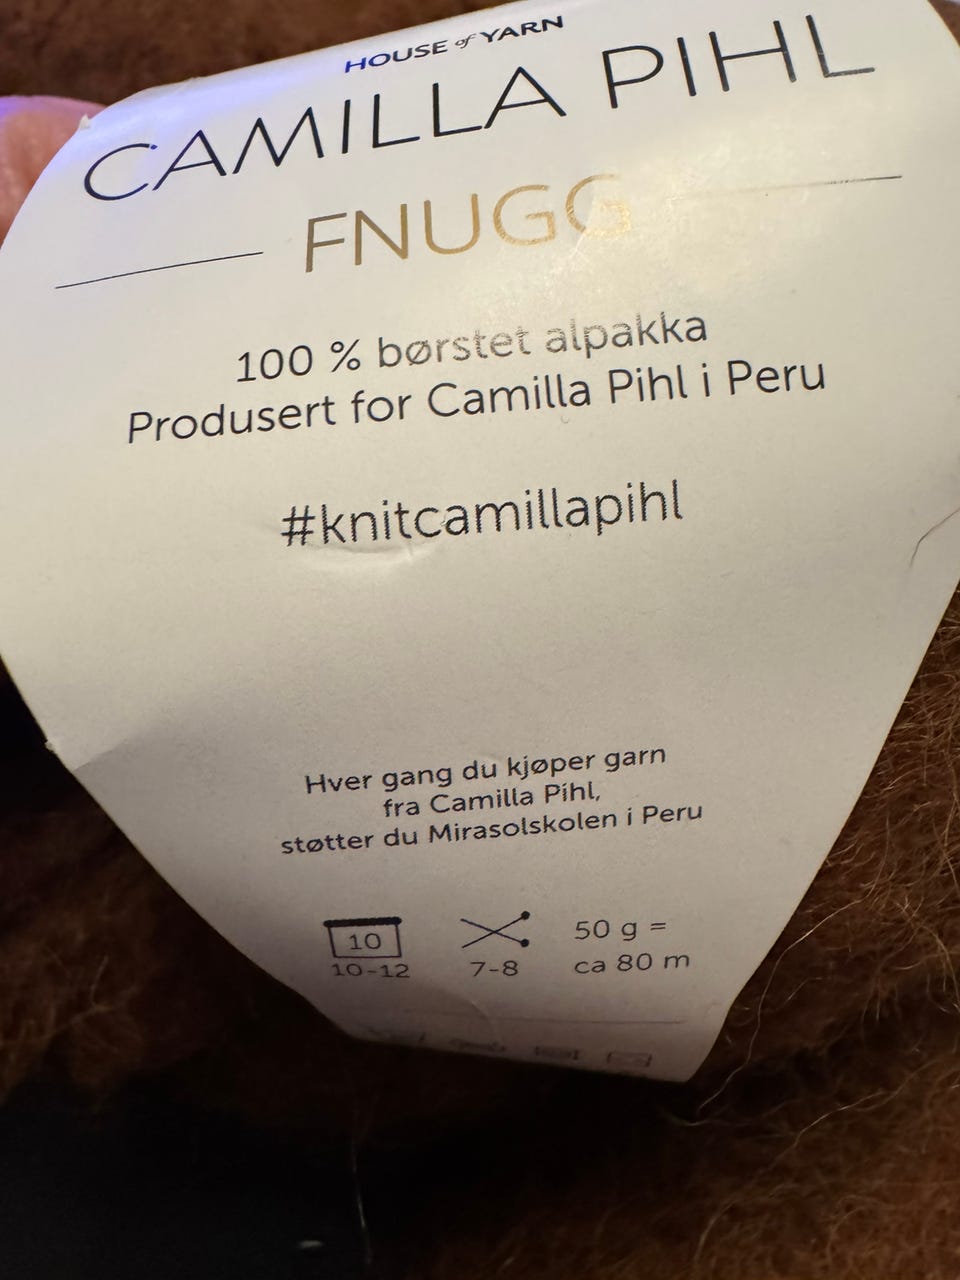 HOUSE of YARN
CAMILLA PIHL
FNUGG
100 % børstet alpakka
Produsert for Camilla Pihl i Peru
#knitcamillapihl
Hver gang du kjøper garn
fra Camilla Pihl,
støtter du Mirasolskolen i Peru
10
10-12
7-8
50 g =
ca 80 m